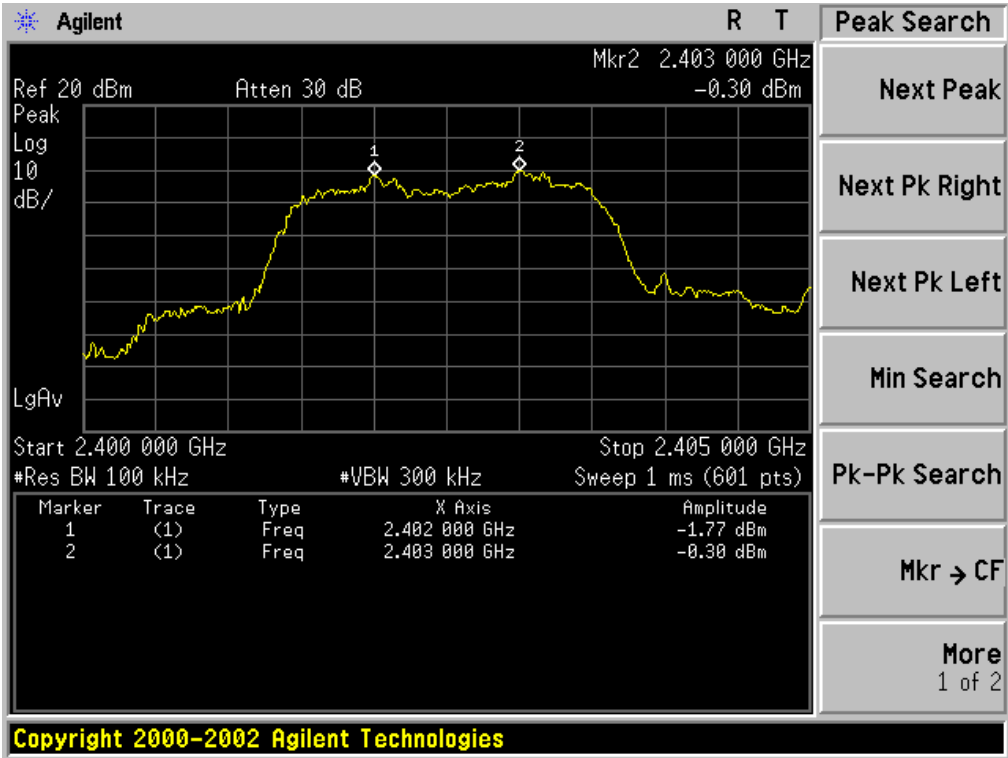 Agilent R T Peak Search
Mkr2 2.403 000 GHz
Ref 20 dBm Atten 30 dB -0.30 dBm
Peak
Log
10
dB/
1
2
LgAv
Start 2.400 000 GHz Stop 2.405 000 GHz
#Res BW 100 kHz #VBW 300 kHz Sweep 1 ms (601 pts)
Marker Trace Type X Axis Amplitude
1 (1) Freq 2.402 000 GHz -1.77 dBm
2 (1) Freq 2.403 000 GHz -0.30 dBm
Next Peak
Next Pk Right
Next Pk Left
Min Search
Pk-Pk Search
Mkr → CF
More
1 of 2
Copyright 2000-2002 Agilent Technologies